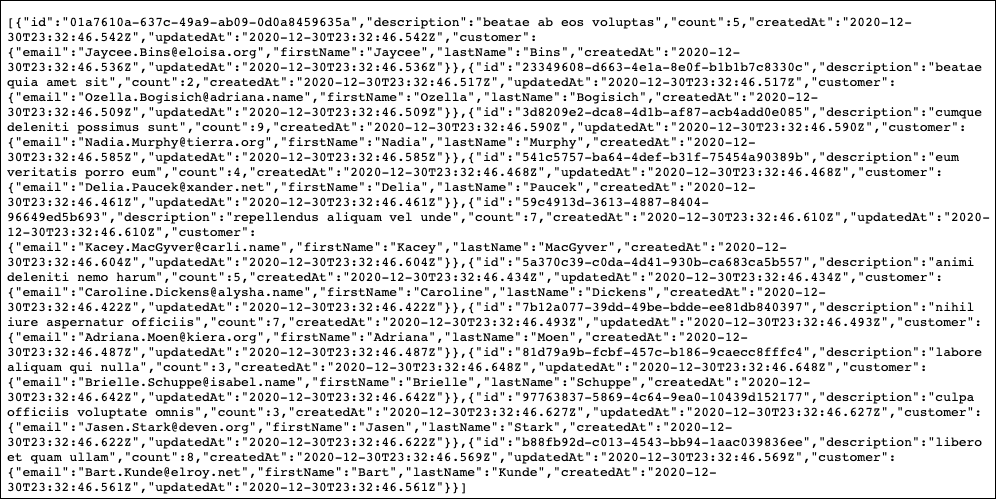 [{"id":"01a7610a-637c-49a9-ab09-0d0a8459635a","description":"beatae ab eos voluptas","count":5,"createdAt":"2020-12-
30T23:32:46.542Z","updatedAt":"2020-12-30T23:32:46.542Z","customer":
{"email":"Jaycee.Bins@eloisa.org","firstName":"Jaycee","lastName":"Bins","createdAt":"2020-12-
30T23:32:46.536Z","updatedAt":"2020-12-30T23:32:46.536Z"}},{"id":"23349608-d663-4e1a-8e0f-b1b1b7c8330c","description":"beatae
quia amet sit","count":2,"createdAt":"2020-12-30T23:32:46.517Z","updatedAt":"2020-12-30T23:32:46.517Z","customer":
{"email":"Ozella.Bogisich@adriana.name","firstName":"Ozella","lastName":"Bogisich","createdAt":"2020-12-
30T23:32:46.509Z","updatedAt":"2020-12-30T23:32:46.509Z"}},{"id":"3d8209e2-dca8-4d1b-af87-acb4add0e085","description":"cumque
deleniti possimus sunt","count":9,"createdAt":"2020-12-30T23:32:46.590Z","updatedAt":"2020-12-30T23:32:46.590Z","customer":
{"email":"Nadia.Murphy@tierra.org","firstName":"Nadia","lastName":"Murphy","createdAt":"2020-12-
30T23:32:46.585Z","updatedAt":"2020-12-30T23:32:46.585Z"}},{"id":"541c5757-ba64-4def-b31f-75454a90389b","description":"eum
veritatis porro eum","count":4,"createdAt":"2020-12-30T23:32:46.468Z","updatedAt":"2020-12-30T23:32:46.468Z","customer":
{"email":"Delia.Paucek@xander.net","firstName":"Delia","lastName":"Paucek","createdAt":"2020-12-
30T23:32:46.461Z","updatedAt":"2020-12-30T23:32:46.461Z"}},{"id":"59c4913d-3613-4887-8404-
96649ed5b693","description":"repellendus aliquam vel unde","count":7,"createdAt":"2020-12-30T23:32:46.610Z","updatedAt":"2020-
12-30T23:32:46.610Z","customer":
{"email":"Kacey.MacGyver@carli.name","firstName":"Kacey","lastName":"MacGyver","createdAt":"2020-12-
30T23:32:46.604Z","updatedAt":"2020-12-30T23:32:46.604Z"}},{"id":"5a370c39-c0da-4d41-930b-ca683ca5b557","description":"animi
deleniti nemo harum","count":5,"createdAt":"2020-12-30T23:32:46.434Z","updatedAt":"2020-12-30T23:32:46.434Z","customer":
{"email":"Caroline.Dickens@alysha.name","firstName":"Caroline","lastName":"Dickens","createdAt":"2020-12-
30T23:32:46.422Z","updatedAt":"2020-12-30T23:32:46.422Z"}},{"id":"7b12a077-39dd-49be-bdde-ee81db840397","description":"nihil
iure aspernatur officiis","count":7,"createdAt":"2020-12-30T23:32:46.493Z","updatedAt":"2020-12-30T23:32:46.493Z","customer":
{"email":"Adriana.Moen@kiera.org","firstName":"Adriana","lastName":"Moen","createdAt":"2020-12-
30T23:32:46.487Z","updatedAt":"2020-12-30T23:32:46.487Z"}},{"id":"81d79a9b-fcbf-457c-b186-9caecc8fffc4","description":"labore
aliquam qui nulla","count":3,"createdAt":"2020-12-30T23:32:46.648Z","updatedAt":"2020-12-30T23:32:46.648Z","customer":
{"email":"Brielle.Schuppe@isabel.name","firstName":"Brielle","lastName":"Schuppe","createdAt":"2020-12-
30T23:32:46.642Z","updatedAt":"2020-12-30T23:32:46.642Z"}},{"id":"97763837-5869-4c64-9ea0-10439d152177","description":"culpa
officiis voluptate omnis","count":3,"createdAt":"2020-12-30T23:32:46.627Z","updatedAt":"2020-12-30T23:32:46.627Z","customer":
{"email":"Jasen.Stark@deven.org","firstName":"Jasen","lastName":"Stark","createdAt":"2020-12-
30T23:32:46.622Z","updatedAt":"2020-12-30T23:32:46.622Z"}},{"id":"b88fb92d-c013-4543-bb94-1aac039836ee","description":"libero
et quam ullam","count":8,"createdAt":"2020-12-30T23:32:46.569Z","updatedAt":"2020-12-30T23:32:46.569Z","customer":
{"email":"Bart.Kunde@elroy.net","firstName":"Bart","lastName":"Kunde","createdAt":"2020-12-
30T23:32:46.561Z","updatedAt":"2020-12-30T23:32:46.561Z"}}]